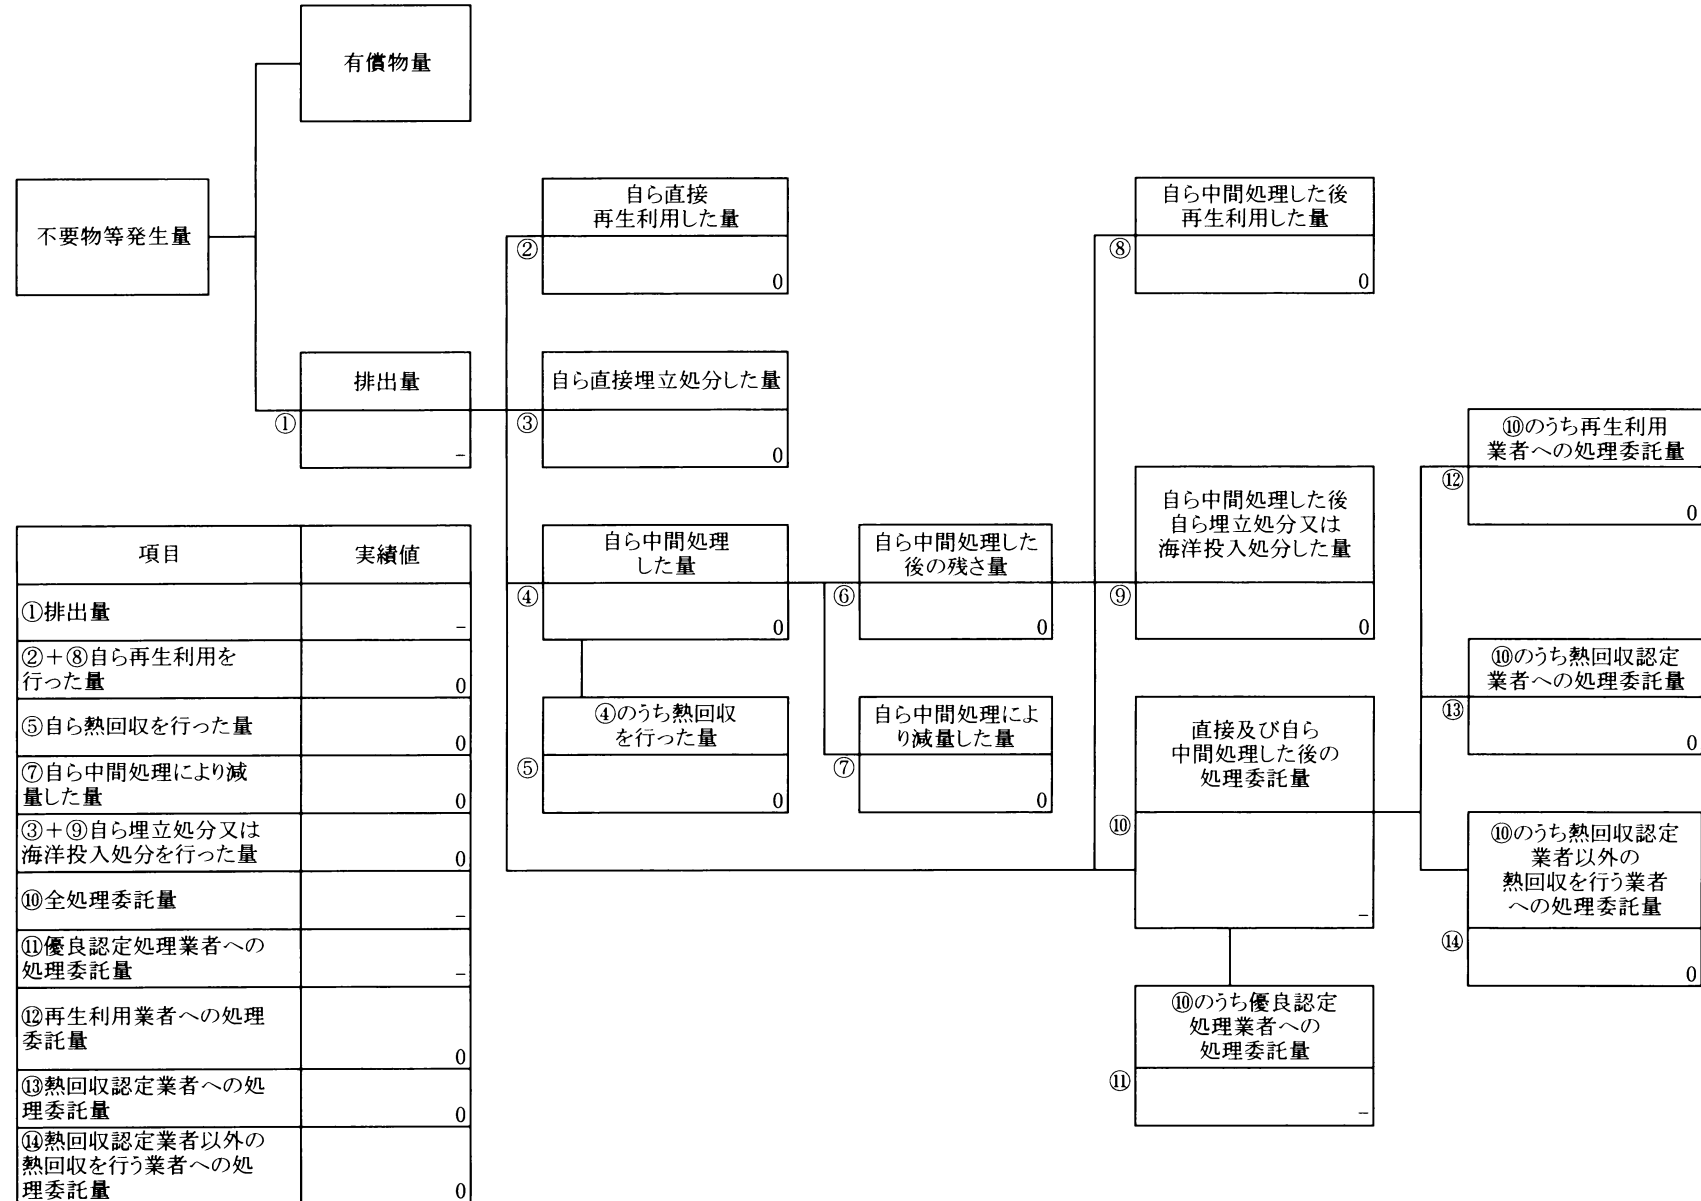 有償物量
不要物等発生量
排出量
①
-
自ら直接
再生利用した量
②
0
自ら直接埋立処分した量
③
0
自ら中間処理
した量
④
0
④のうち熱回収
を行った量
⑤
0
自ら中間処理した
後の残さ量
⑥
0
自ら中間処理によ
り減量した量
⑦
0
自ら中間処理した後
再生利用した量
⑧
0
自ら中間処理した後
自ら埋立処分又は
海洋投入処分した量
⑨
0
直接及び自ら
中間処理した後の
処理委託量
⑩
-
⑩のうち優良認定
処理業者への
処理委託量
⑪
-
⑩のうち再生利用
業者への処理委託量
⑫
0
⑩のうち熱回収認定
業者への処理委託量
⑬
0
⑩のうち熱回収認定
業者以外の
熱回収を行う業者
への処理委託量
⑭
0
項目 実績値
①排出量
-
②+⑧自ら再生利用を
行った量
0
⑤自ら熱回収を行った量
0
⑦自ら中間処理により減
量した量
0
③+⑨自ら埋立処分又は
海洋投入処分を行った量
0
⑩全処理委託量
-
⑪優良認定処理業者への
処理委託量
-
⑫再生利用業者への処理
委託量
0
⑬熱回収認定業者への処
理委託量
0
⑭熱回収認定業者以外の
熱回収を行う業者への処
理委託量
0